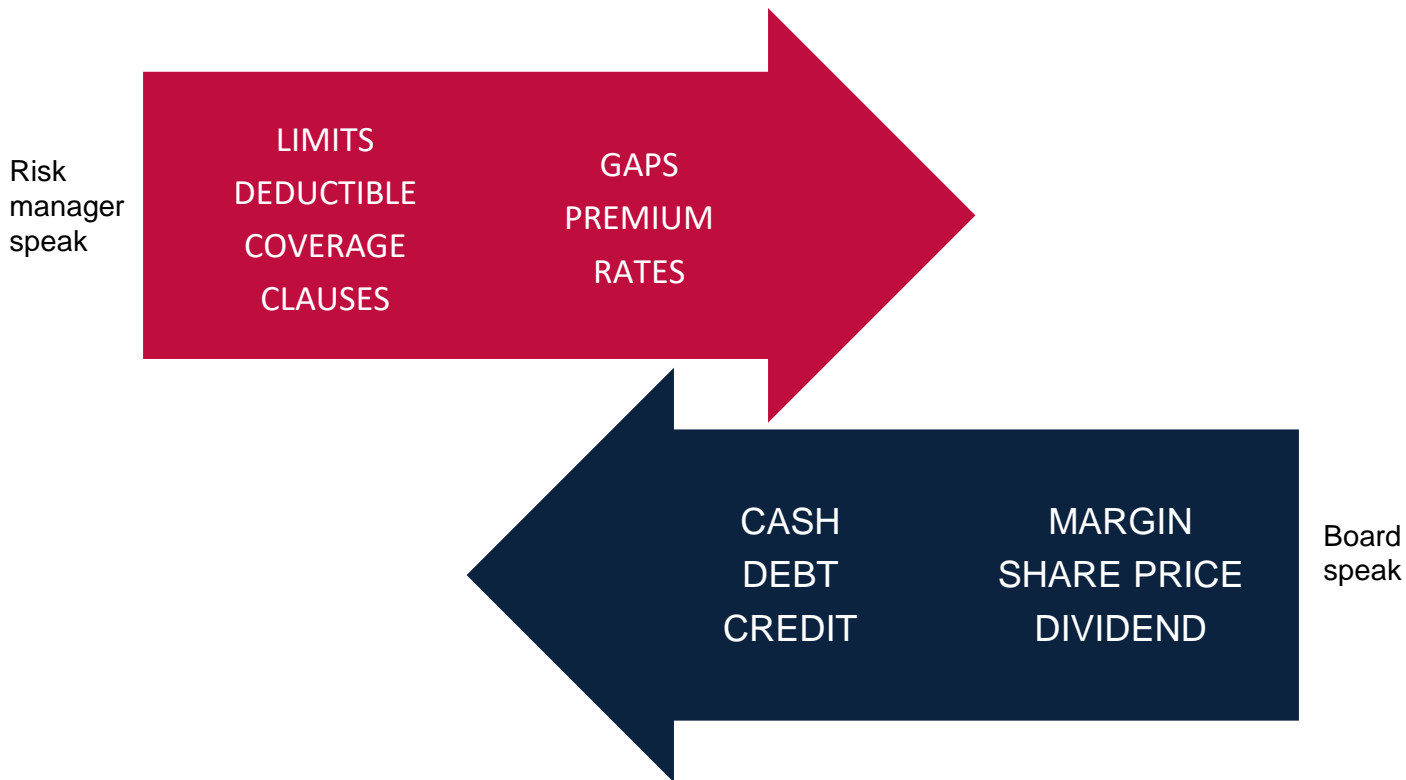 Risk
manager
speak
LIMITS
DEDUCTIBLE
COVERAGE
CLAUSES
GAPS
PREMIUM
RATES
CASH
DEBT
CREDIT
MARGIN
SHARE PRICE
DIVIDEND
Board
speak